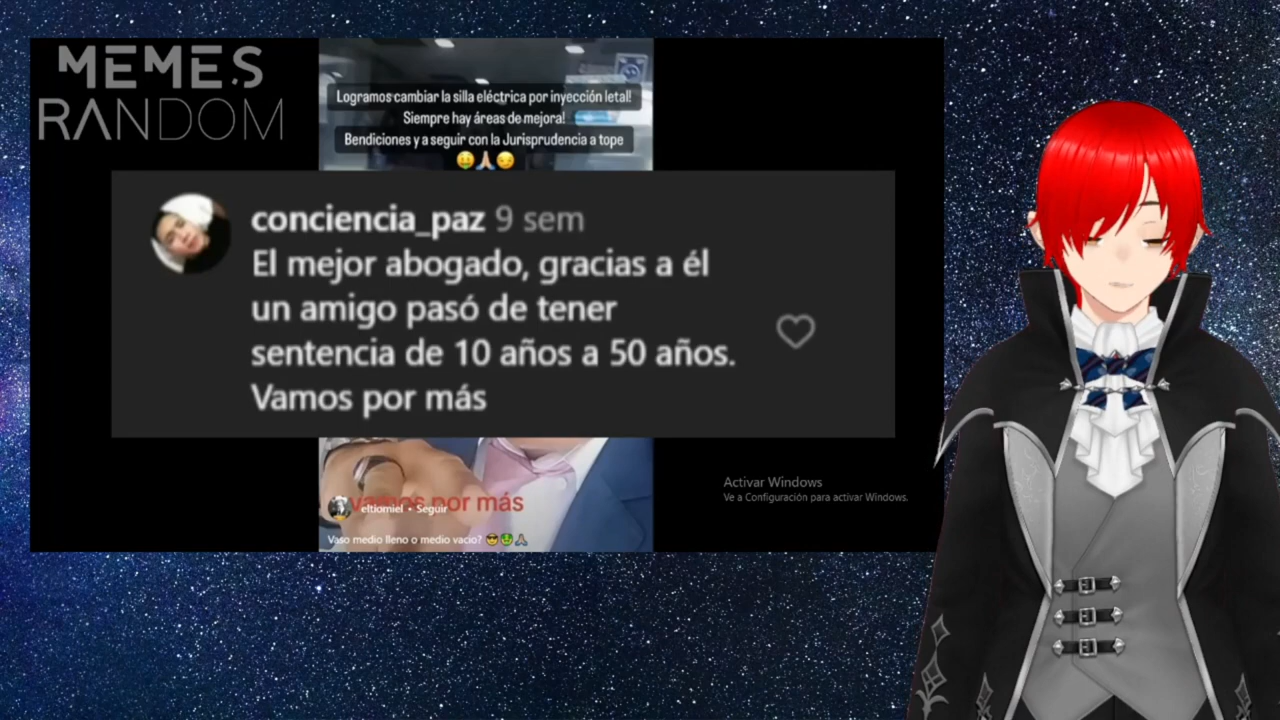 MEMES
RANDOM
Logramos cambiar la silla eléctrica por inyección letal!
Siempre hay áreas de mejora!
Bendiciones y a seguir con la Jurisprudencia a tope
🤑🙏🏼😏
conciencia_paz 9 sem
El mejor abogado, gracias a él
un amigo pasó de tener
sentencia de 10 años a 50 años.
Vamos por más
vamos por más
eltiomiel • Seguir
Vaso medio lleno o medio vacío? 😎🤑🙏🏼
Activar Windows
Ve a Configuración para activar Windows.